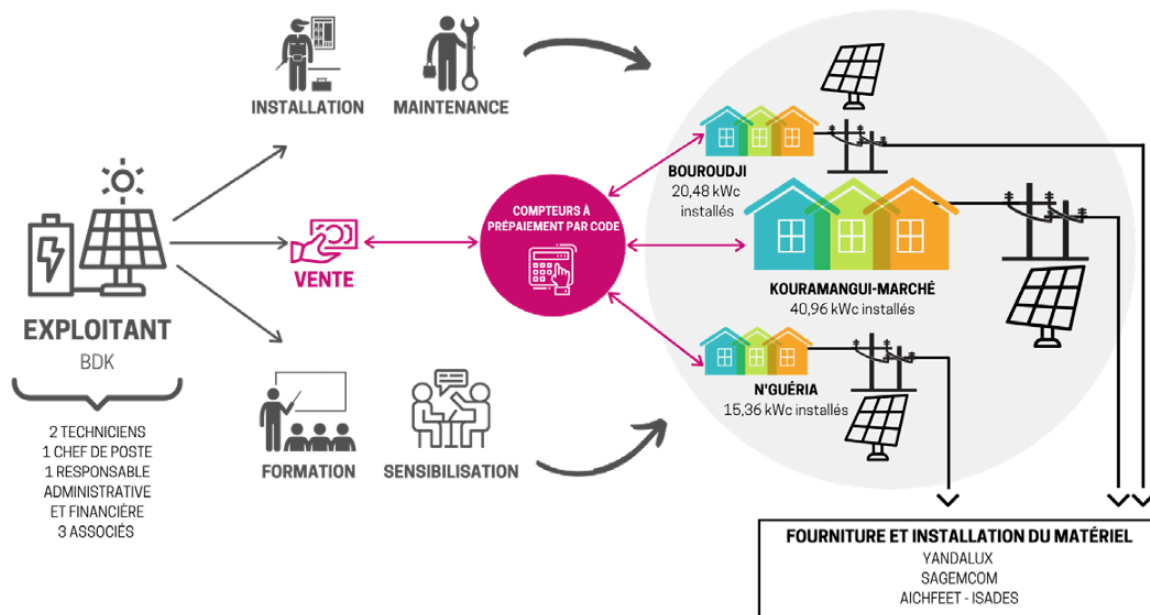 INSTALLATION
MAINTENANCE
EXPLOITANT
BDK
2 TECHNICIENS
1 CHEF DE POSTE
1 RESPONSABLE
ADMINISTRATIVE
ET FINANCIÈRE
3 ASSOCIÉS
VENTE
FORMATION
SENSIBILISATION
COMPTEURS À
PRÉPAIEMENT PAR CODE
BOUROUDJI
20,48 kWc
installés
KOURAMANGUI-MARCHÉ
40,96 kWc installés
N'GUÉRIA
15,36 kWc installés
FOURNITURE ET INSTALLATION DU MATÉRIEL
YANDALUX
SAGEMCOM
AICHFEET - ISADES